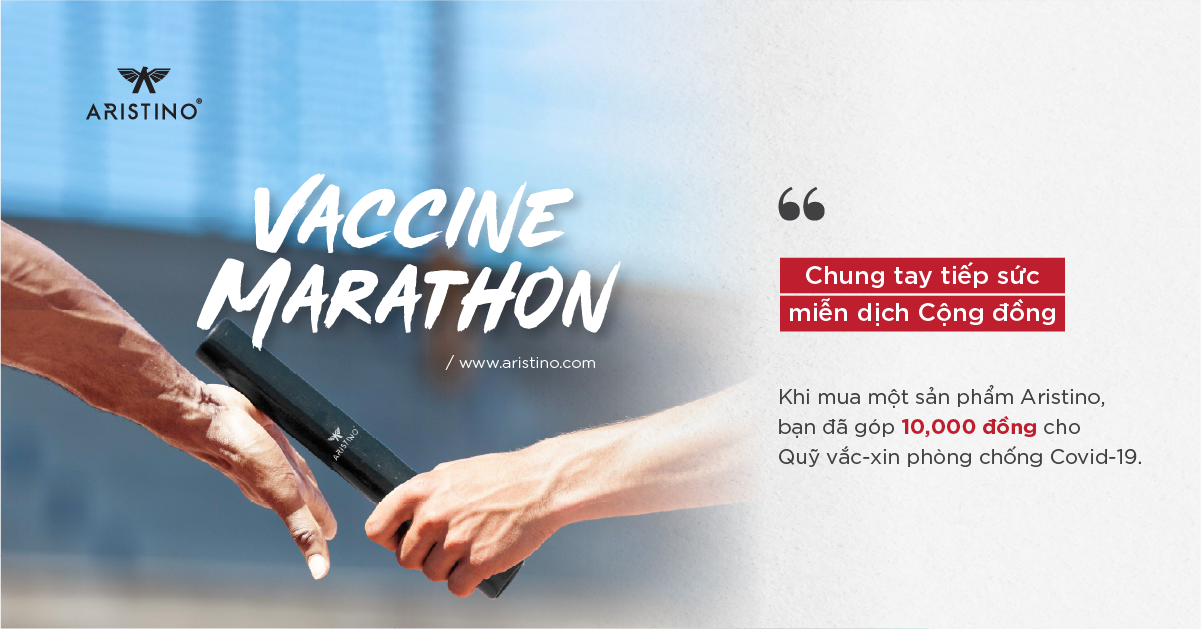 ARISTINO®
VACCINE
MARATHON
/ www.aristino.com
ARISTINO
“
Chung tay tiếp sức
miễn dịch Cộng đồng
Khi mua một sản phẩm Aristino,
bạn đã góp 10,000 đồng cho
Quỹ vắc-xin phòng chống Covid-19.